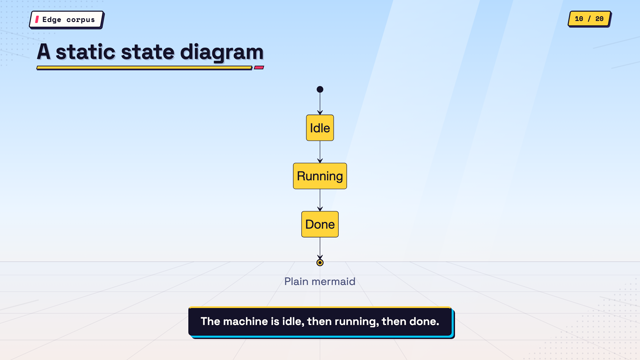 Edge corpus
10 / 20
A static state diagram
Idle
Running
Done
Plain mermaid
The machine is idle, then running, then done.